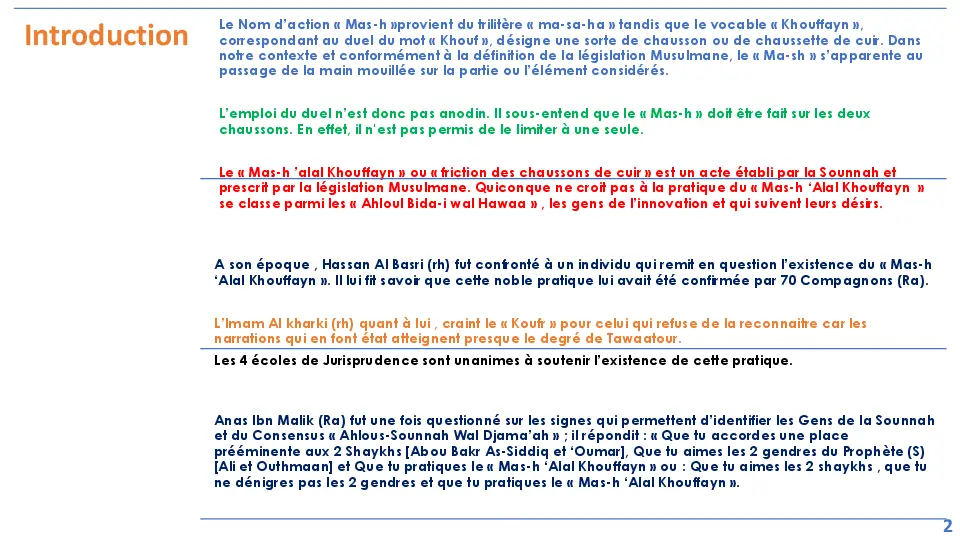 Introduction
Le Nom d'action « Mas-h »provient du trilitère « ma-sa-ha » tandis que le vocable « Khouffayn »,
correspondant au duel du mot « Khouf », désigne une sorte de chausson ou de chaussette de cuir. Dans
notre contexte et conformément à la définition de la législation Musulmane, le « Ma-sh » s'apparente au
passage de la main mouillée sur la partie ou l'élément considérés.
L'emploi du duel n'est donc pas anodin. Il sous-entend que le « Mas-h » doit être fait sur les deux
chaussons. En effet, il n'est pas permis de le limiter à une seule.
Le « Mas-h 'alal Khouffayn » ou « friction des chaussons de cuir » est un acte établi par la Sounnah et
prescrit par la législation Musulmane. Quiconque ne croit pas à la pratique du « Mas-h ‘Alal Khouffayn »
se classe parmi les « Ahloul Bida-i wal Hawaa » , les gens de l'innovation et qui suivent leurs désirs.
A son époque , Hassan Al Basri (rh) fut confronté à un individu qui remit en question l'existence du « Mas-h
‘Alal Khouffayn ». Il lui fit savoir que cette noble pratique lui avait été confirmée par 70 Compagnons (Ra).
L'Imam Al kharki (rh) quant à lui , craint le « Koufr » pour celui qui refuse de la reconnaitre car les
narrations qui en font état atteignent presque le degré de Tawaatour.
Les 4 écoles de Jurisprudence sont unanimes à soutenir l'existence de cette pratique.
Anas Ibn Malik (Ra) fut une fois questionné sur les signes qui permettent d'identifier les Gens de la Sounnah
et du Consensus « Ahlous-Sounnah Wal Djama'ah » ; il répondit : « Que tu accordes une place
prééminente aux 2 Shaykhs [Abou Bakr As-Siddiq et ‘Oumar], Que tu aimes les 2 gendres du Prophète (S)
[Ali et Outhmaan] et Que tu pratiques le « Mas-h ‘Alal Khouffayn » ou : Que tu aimes les 2 shaykhs , que tu
ne dénigres pas les 2 gendres et que tu pratiques le « Mas-h ‘Alal Khouffayn ».
2